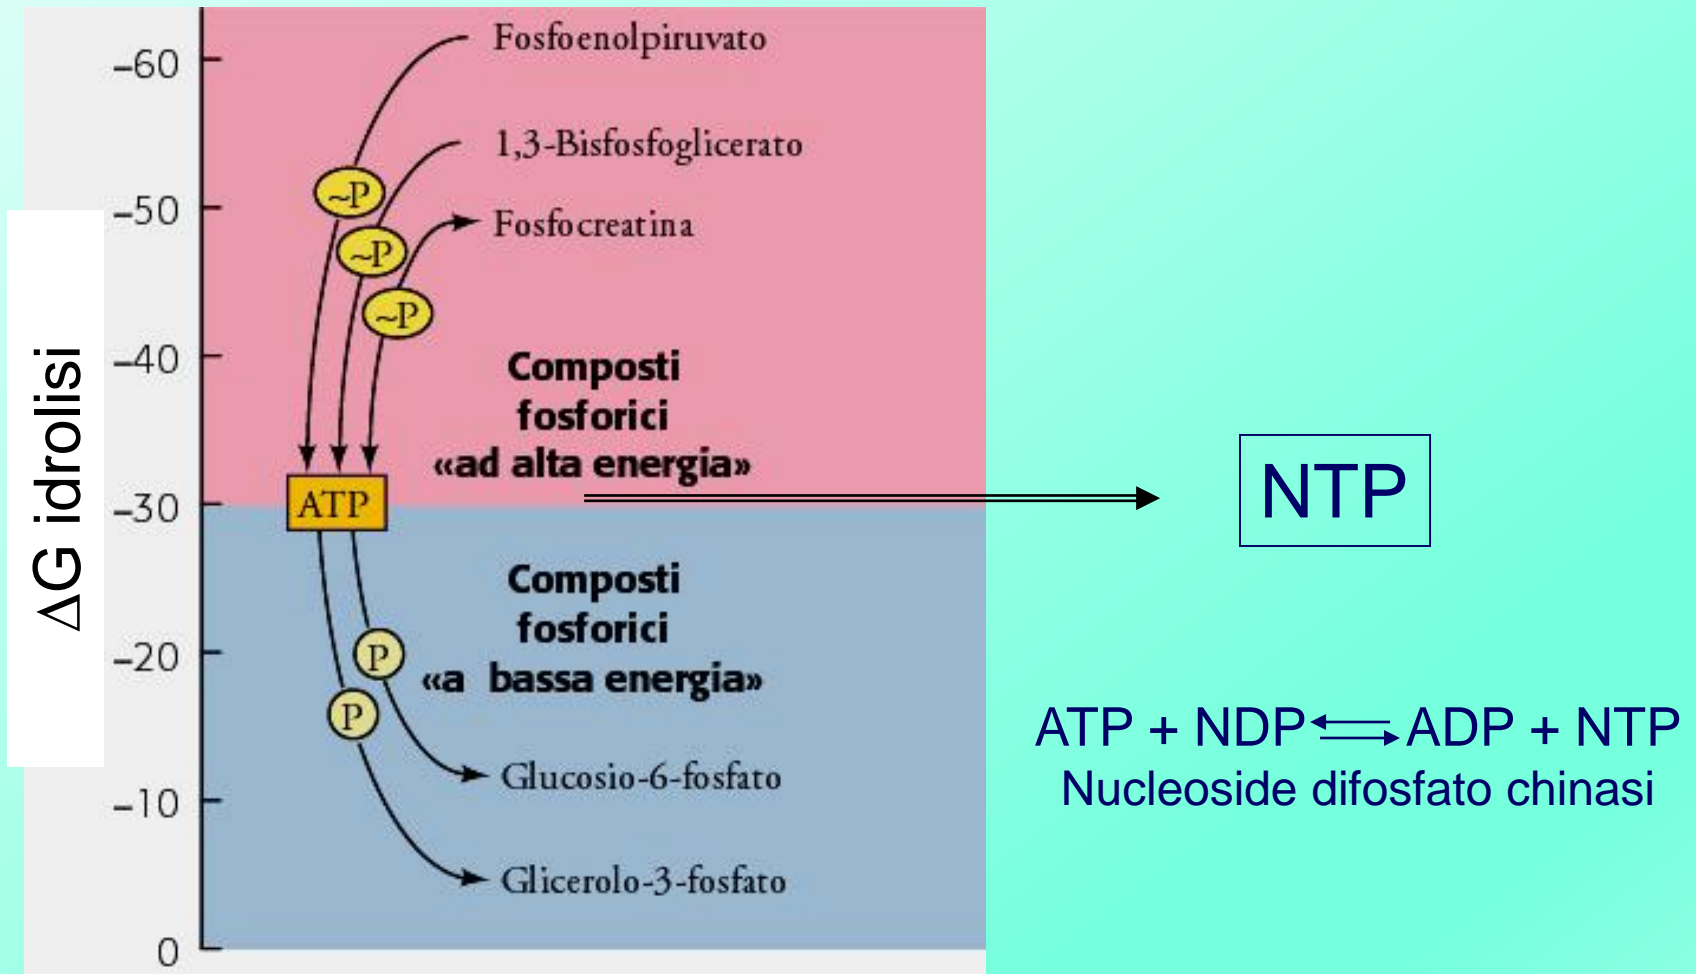 ΔG idrolisi
–60
–50
–40
–30
–20
–10
0
Fosfoenolpiruvato
1,3-Bisfosfoglicerato
Fosfocreatina
~P
~P
~P
Composti
fosforici
«ad alta energia»
ATP
Composti
fosforici
«a bassa energia»
P
P
Glucosio-6-fosfato
Glicerolo-3-fosfato
NTP
ATP + NDP ⇄ ADP + NTP
Nucleoside difosfato chinasi